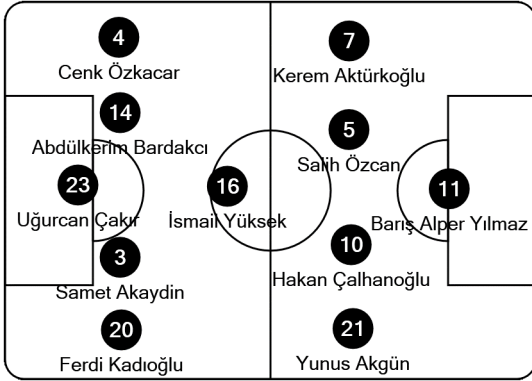 4
Cenk Özkacar
14
Abdülkerim Bardakcı
23
Uğurcan Çakır
3
Samet Akaydin
20
Ferdi Kadıoğlu
16
İsmail Yüksek
7
Kerem Aktürkoğlu
5
Salih Özcan
10
Hakan Çalhanoğlu
21
Yunus Akgün
11
Barış Alper Yılmaz